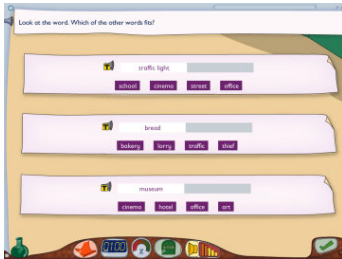 Look at the word. Which of the other words fits?
traffic light
school cinema street office
bread
bakery lorry traffic thief
museum
cinema hotel office art